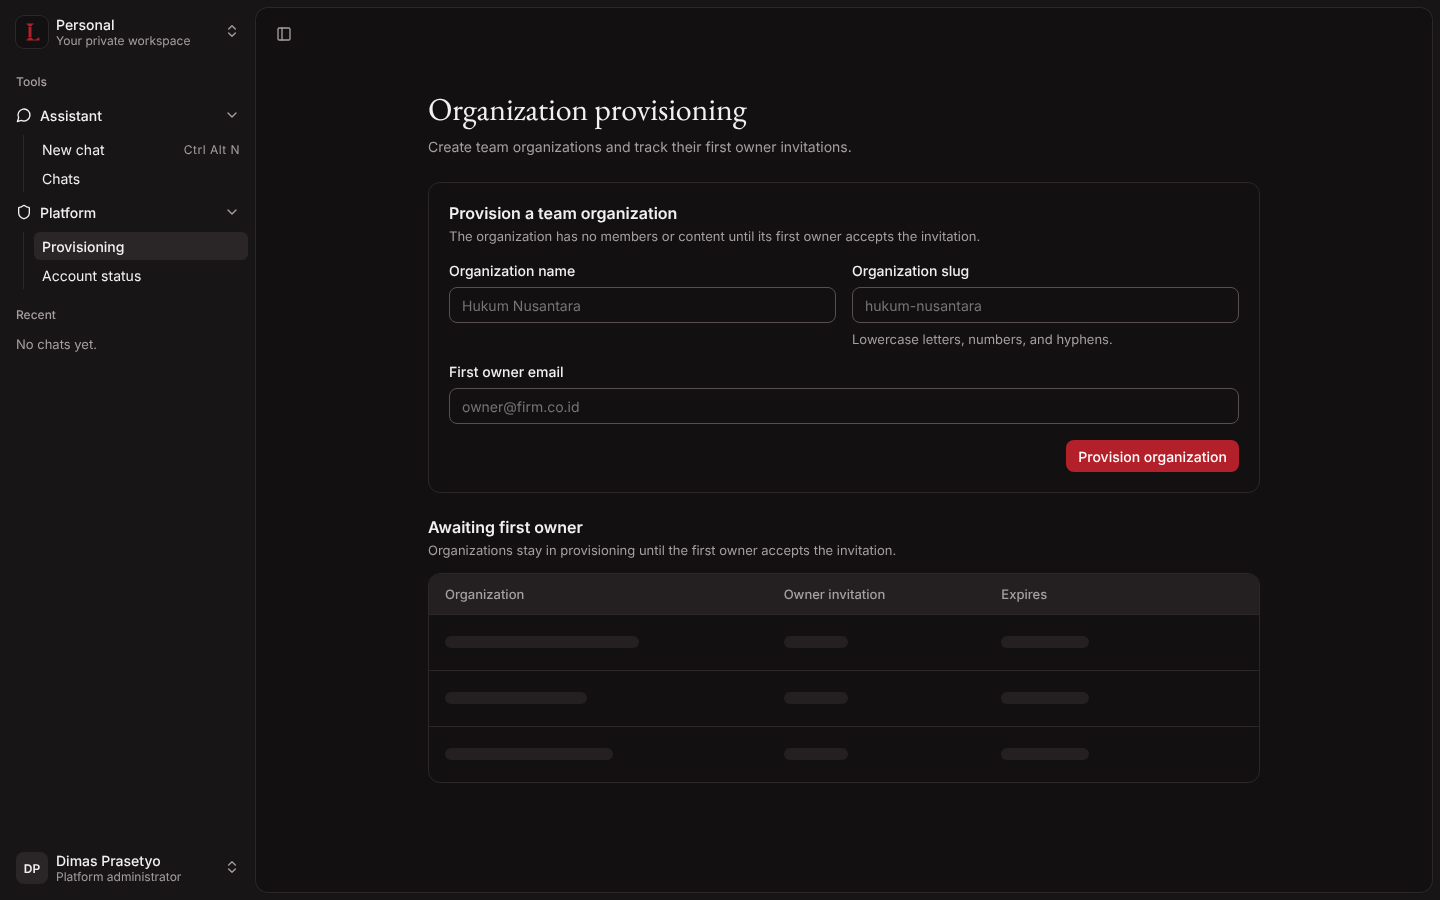 L
Personal
Your private workspace
Tools
Assistant
New chat Ctrl Alt N
Chats
Platform
Provisioning
Account status
Recent
No chats yet.
DP
Dimas Prasetyo
Platform administrator
Organization provisioning
Create team organizations and track their first owner invitations.
Provision a team organization
The organization has no members or content until its first owner accepts the invitation.
Organization name
Hukum Nusantara
Organization slug
hukum-nusantara
Lowercase letters, numbers, and hyphens.
First owner email
owner@firm.co.id
Provision organization
Awaiting first owner
Organizations stay in provisioning until the first owner accepts the invitation.
Organization Owner invitation Expires